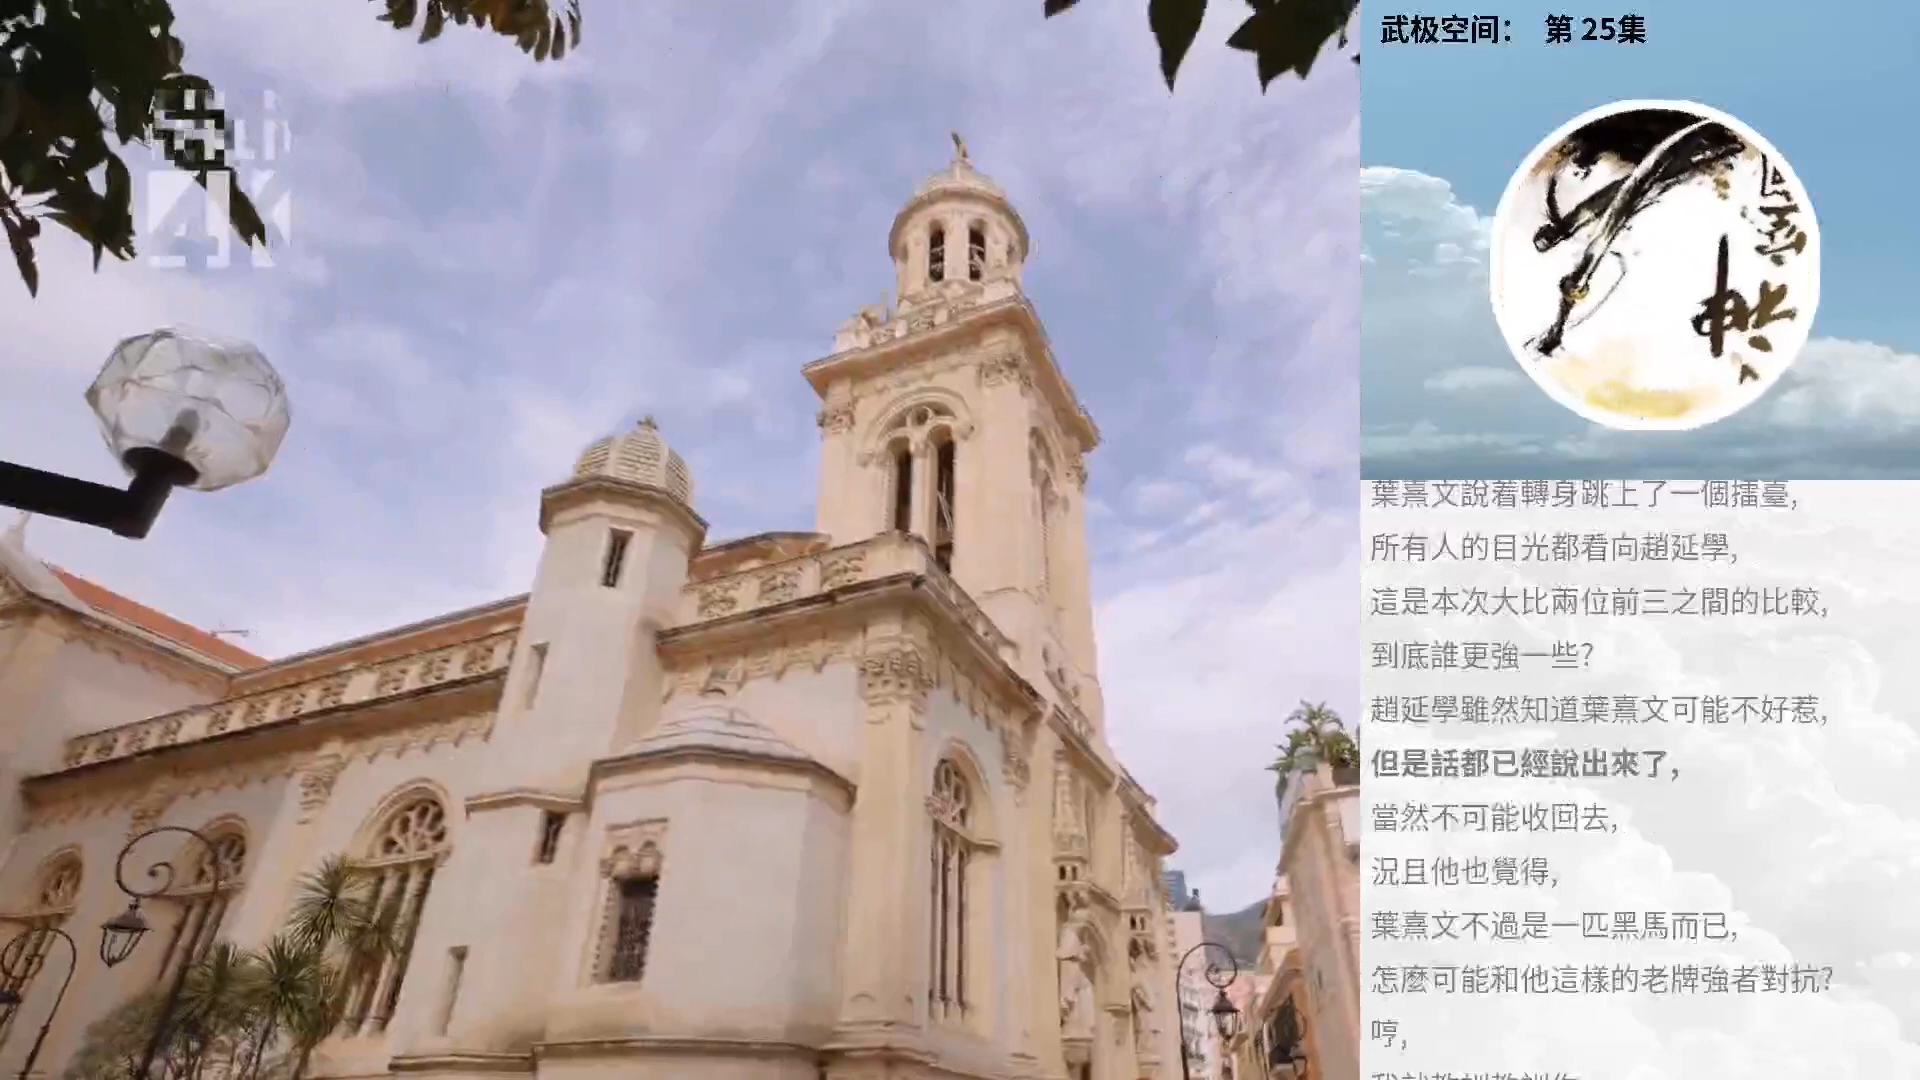 武极空间： 第 25集
4K
葉熹文說着轉身跳上了一個擂臺,
所有人的目光都看向趙延學,
這是本次大比兩位前三之間的比較,
到底誰更強一些?
趙延學雖然知道葉熹文可能不好惹,
但是話都已經說出來了,
當然不可能收回去,
況且他也覺得,
葉熹文不過是一匹黑馬而已,
怎麼可能和他這樣的老牌強者對抗?
哼,